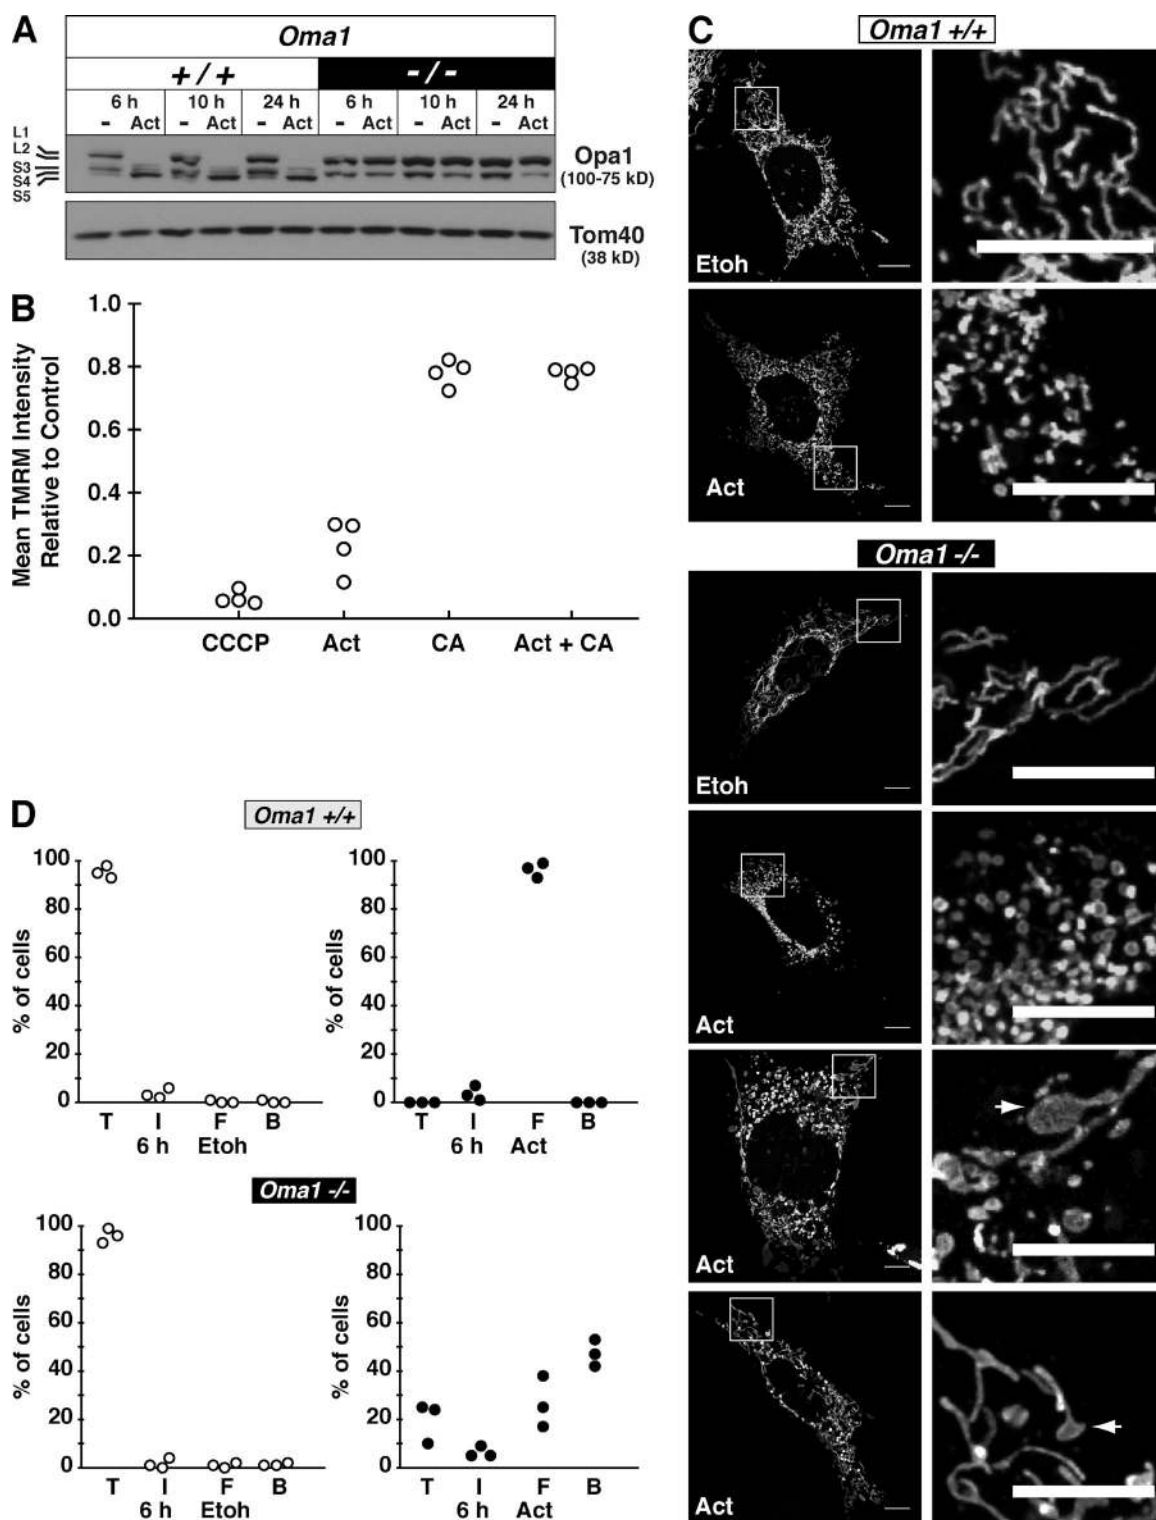 A
Oma1
+/+ -/-
6 h 10 h 24 h 6 h 10 h 24 h
- Act - Act - Act - Act - Act - Act
L1
L2
S3
S4
S5
Opa1
(100-75 kD)
Tom40
(38 kD)
B
Mean TMRM Intensity
Relative to Control
1.0
0.8
0.6
0.4
0.2
0.0
CCCP Act CA Act + CA
C
Oma1 +/+
Etoh
Act
Oma1 -/-
Etoh
Act
Act
Act
D
Oma1 +/+
% of cells
100
80
60
40
20
0
T I F B
6 h Etoh
% of cells
100
80
60
40
20
0
T I F B
6 h Act
Oma1 -/-
% of cells
100
80
60
40
20
0
T I F B
6 h Etoh
% of cells
100
80
60
40
20
0
T I F B
6 h Act